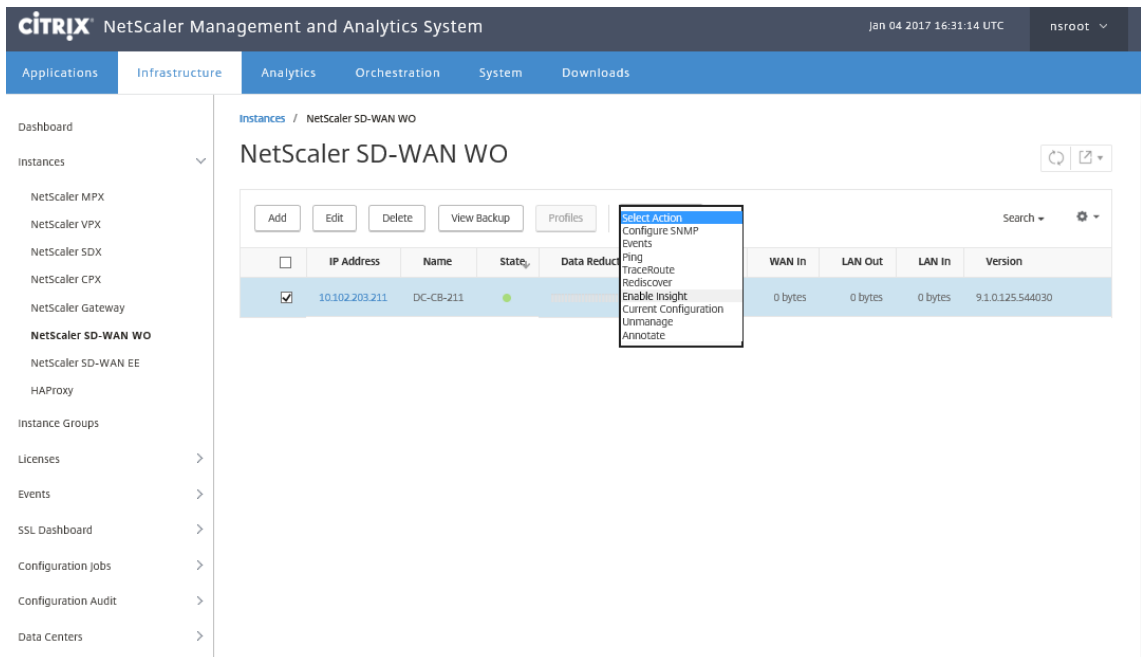 CİTRIX NetScaler Management and Analytics System
Jan 04 2017 16:31:14 UTC
nsroot
Applications Infrastructure Analytics Orchestration System Downloads
Dashboard
Instances
NetScaler MPX
NetScaler VPX
NetScaler SDX
NetScaler CPX
NetScaler Gateway
NetScaler SD-WAN WO
NetScaler SD-WAN EE
HAProxy
Instance Groups
Licenses
Events
SSL Dashboard
Configuration Jobs
Configuration Audit
Data Centers
Instances / NetScaler SD-WAN WO
NetScaler SD-WAN WO
Add Edit Delete View Backup Profiles
Search
Select Action
Configure SNMP
Events
Ping
TraceRoute
Rediscover
Enable Insight
Current Configuration
Unmanage
Annotate
IP Address Name State Data Reduct WAN In LAN Out LAN In Version
10.102.203.211 DC-CB-211 0 bytes 0 bytes 0 bytes 9.1.0.125.544030